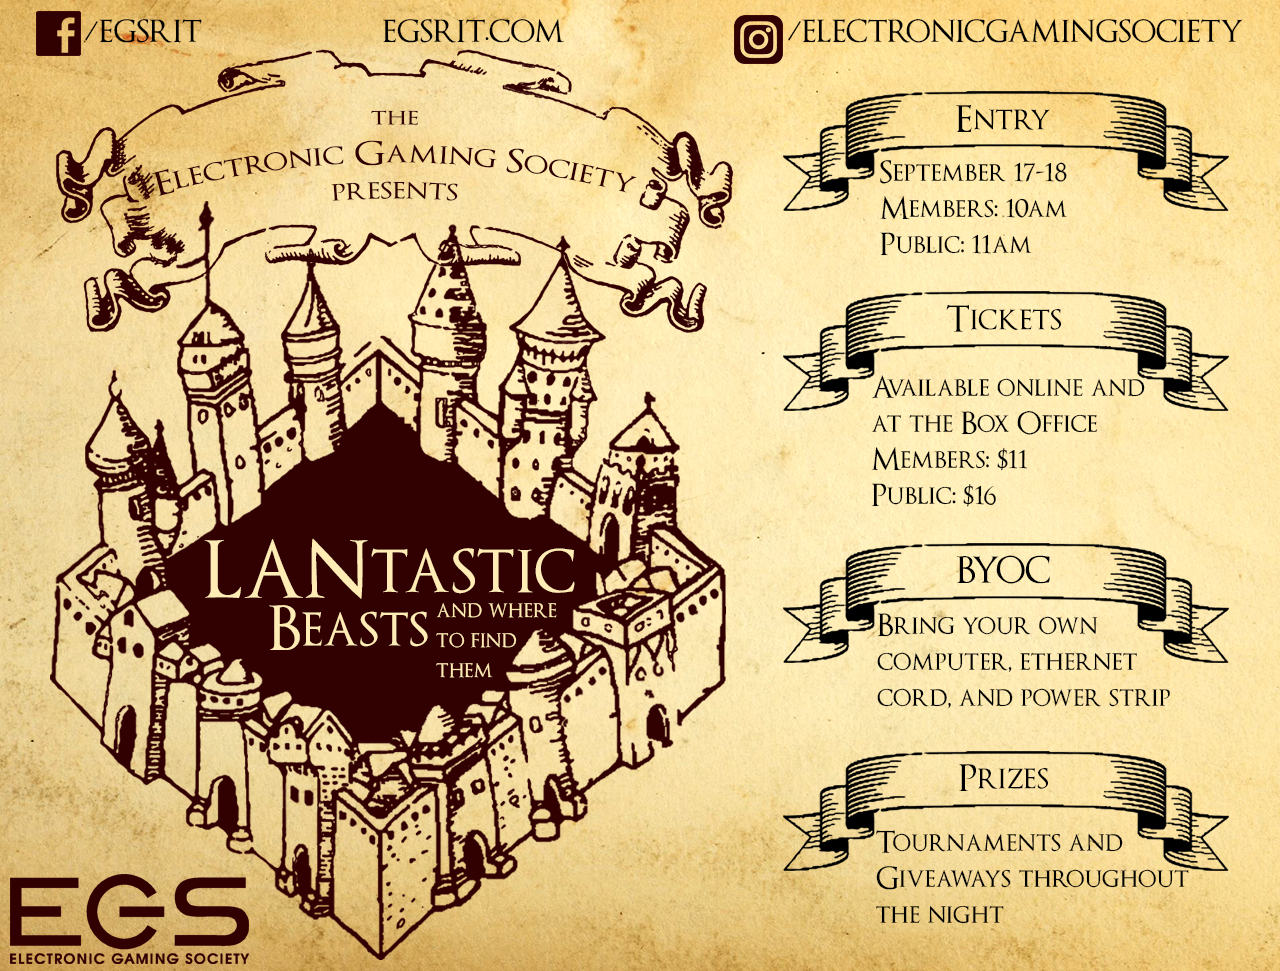 /EGSRIT
EGSRIT.COM
/ELECTRONICGAMINGSOCIETY
THE
ELECTRONIC GAMING SOCIETY
PRESENTS
LANTASTIC
BEASTS AND WHERE
TO FIND
THEM
ENTRY
SEPTEMBER 17-18
MEMBERS: 10AM
PUBLIC: 11AM
TICKETS
AVAILABLE ONLINE AND
AT THE BOX OFFICE
MEMBERS: $11
PUBLIC: $16
BYOC
BRING YOUR OWN
COMPUTER, ETHERNET
CORD, AND POWER STRIP
PRIZES
TOURNAMENTS AND
GIVEAWAYS THROUGHOUT
THE NIGHT
EGS
ELECTRONIC GAMING SOCIETY